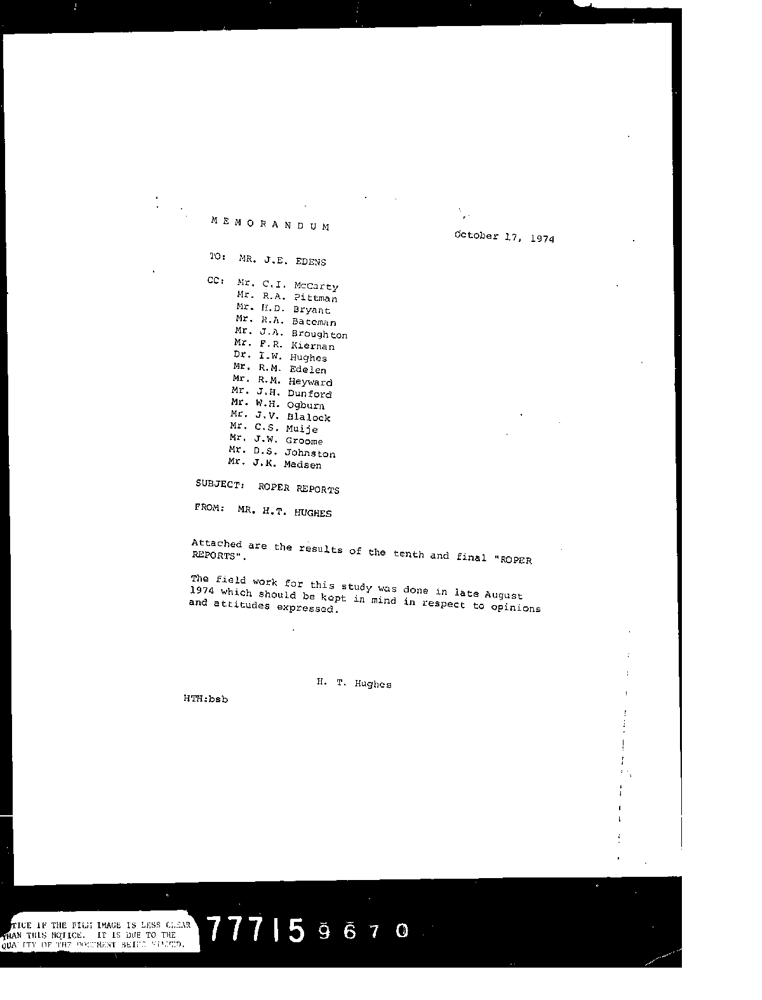 MEMORANDUM
October 17, 1974
TO: MR. J.E. EDENS
CC: Mr. C.I. McCarty
Mr. R.A. Pittman
Mr. H.D. Bryant
Mr. R.A. Bateman
Mr. J.A. Broughton
Mr. F.R. Kiernan
Dr. I.W. Hughes
Mr. R.M. Edelen
Mr. R.M. Heyward
Mr. J.H. Dunford
Mr. W.H. Ogburn
Mr. J.V. Blalock
Mr. C.S. Muije
Mr. J.W. Groome
Mr. D.S. Johnston
Mr. J.K. Madsen
SUBJECT: ROPER REPORTS
FROM: MR. H.T. HUGHES
Attached are the results of the tenth and final "ROPER
REPORTS".
The field work for this study was done in late August
1974 which should be kept in mind in respect to opinions
and attitudes expressed.
H. T. Hughes
HTH:bsb
TICE IF THE FILM IMAGE IS LESS CLEAR
THAN THIS NOTICE. IT IS DUE TO THE
QUALITY OF THE DOCUMENT BEING FILMED.
777159670